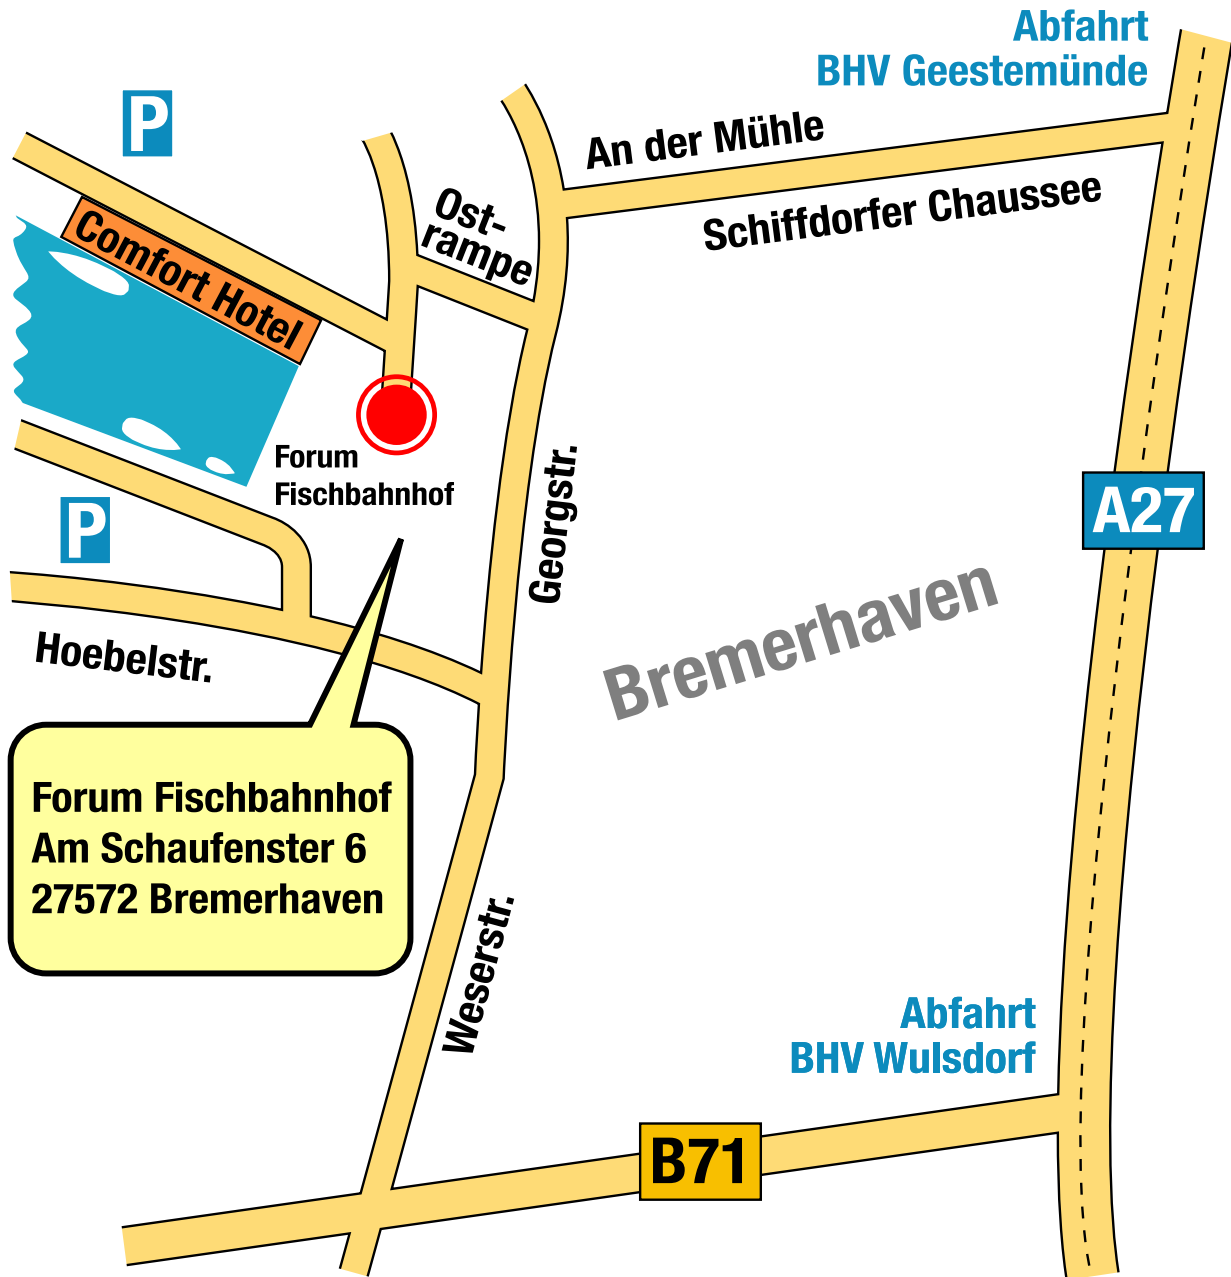 Abfahrt
BHV Geestemünde
P
An der Mühle
Schiffdorfer Chaussee
Ost-
rampe
Comfort Hotel
Forum
Fischbahnhof
Georgstr.
A27
P
Bremerhaven
Hoebelstr.
Forum Fischbahnhof
Am Schaufenster 6
27572 Bremerhaven
Weserstr.
Abfahrt
BHV Wulsdorf
B71